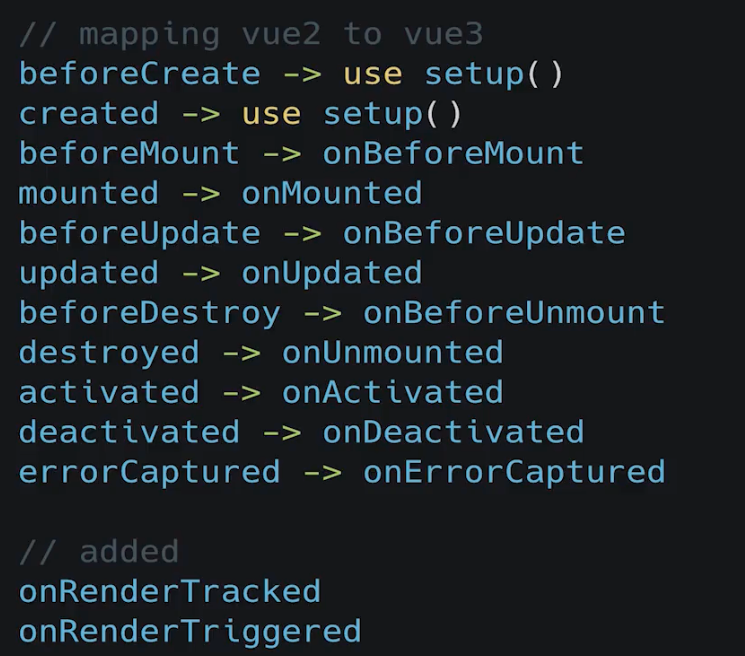 // mapping vue2 to vue3
beforeCreate -> use setup()
created -> use setup()
beforeMount -> onBeforeMount
mounted -> onMounted
beforeUpdate -> onBeforeUpdate
updated -> onUpdated
beforeDestroy -> onBeforeUnmount
destroyed -> onUnmounted
activated -> onActivated
deactivated -> onDeactivated
errorCaptured -> onErrorCaptured
// added
onRenderTracked
onRenderTriggered